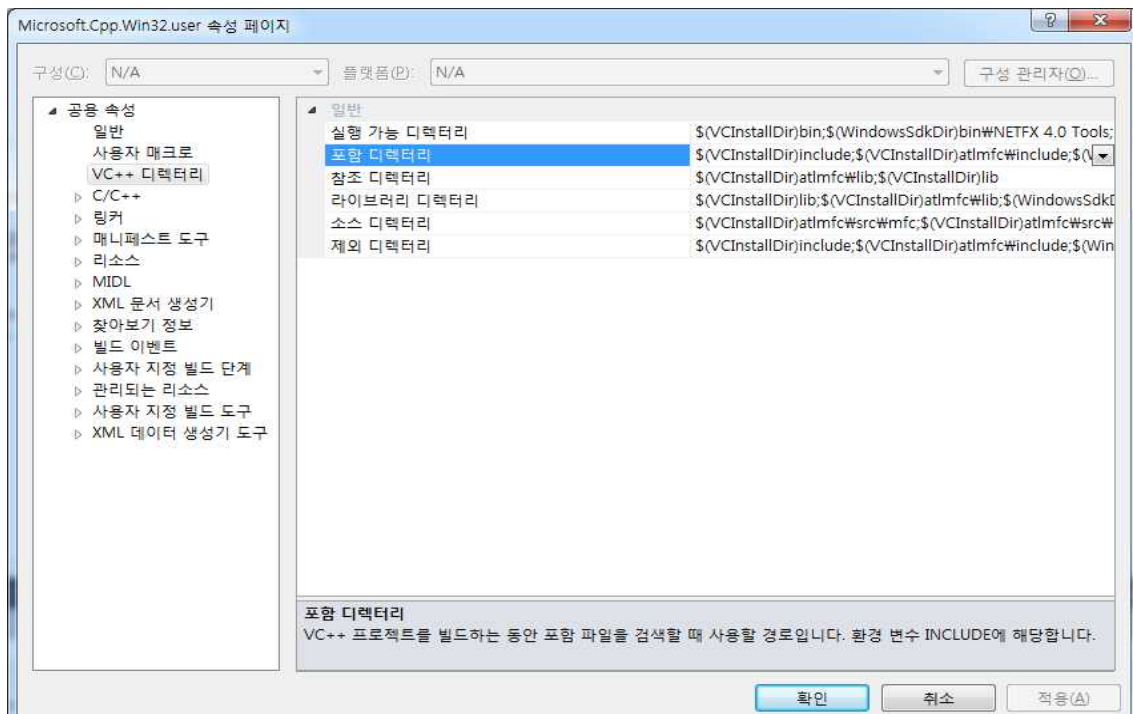 Microsoft.Cpp.Win32.user 속성 페이지
구성(C): N/A 플랫폼(P): N/A 구성 관리자(O)...
공용 속성
일반
사용자 매크로
VC++ 디렉터리
C/C++
링커
매니페스트 도구
리소스
MIDL
XML 문서 생성기
찾아보기 정보
빌드 이벤트
사용자 지정 빌드 단계
관리되는 리소스
사용자 지정 빌드 도구
XML 데이터 생성기 도구
일반
실행 가능 디렉터리 $(VCInstallDir)bin;$(WindowsSdkDir)bin₩NETFX 4.0 Tools;
포함 디렉터리 $(VCInstallDir)include;$(VCInstallDir)atlmfc₩include;$(
참조 디렉터리 $(VCInstallDir)atlmfc₩lib;$(VCInstallDir)lib
라이브러리 디렉터리 $(VCInstallDir)lib;$(VCInstallDir)atlmfc₩lib;$(WindowsSdk
소스 디렉터리 $(VCInstallDir)atlmfc₩src₩mfc;$(VCInstallDir)atlmfc₩src₩
제외 디렉터리 $(VCInstallDir)include;$(VCInstallDir)atlmfc₩include;$(Win
포함 디렉터리
VC++ 프로젝트를 빌드하는 동안 포함 파일을 검색할 때 사용할 경로입니다. 환경 변수 INCLUDE에 해당합니다.
확인 취소 적용(A)